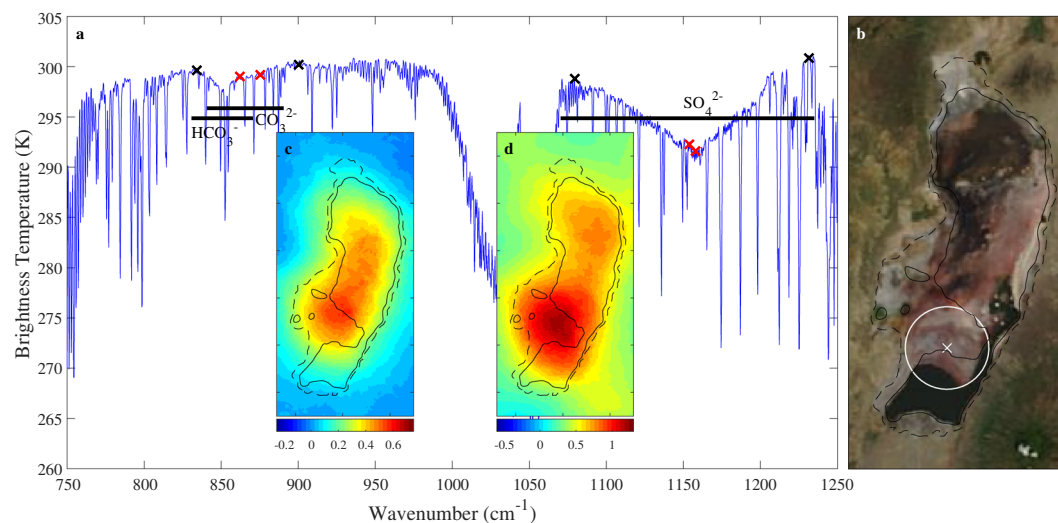 a
b
305
300
295
290
285
280
275
270
265
260
Brightness Temperature (K)
HCO₃⁻
CO₃²⁻
SO₄²⁻
c
d
-0.2 0 0.2 0.4 0.6
-0.5 0 0.5 1
750 800 850 900 950 1000 1050 1100 1150 1200 1250
Wavenumber (cm⁻¹)